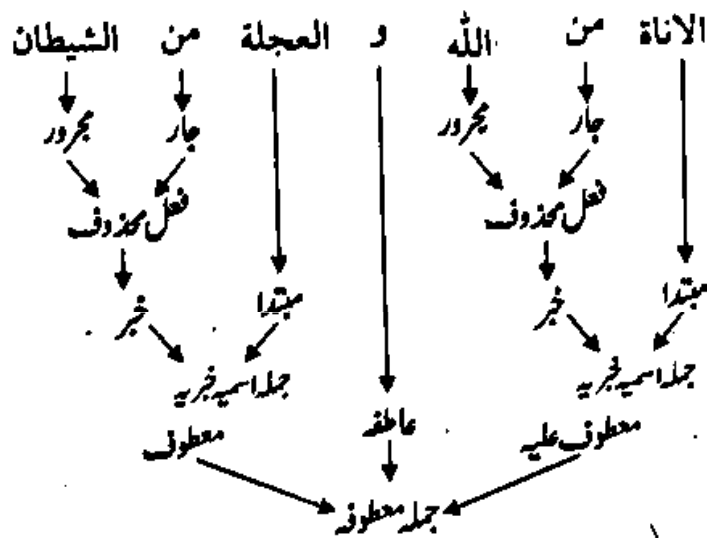 الاناة من الله و العجلة من الشيطان
جار مجرور جار مجرور
فعل محذوف فعل محذوف
مبتدا خبر مبتدا خبر
جملہ اسمیہ خبریہ جملہ اسمیہ خبریہ
معطوف علیہ عاطفہ معطوف
جملہ معطوفہ